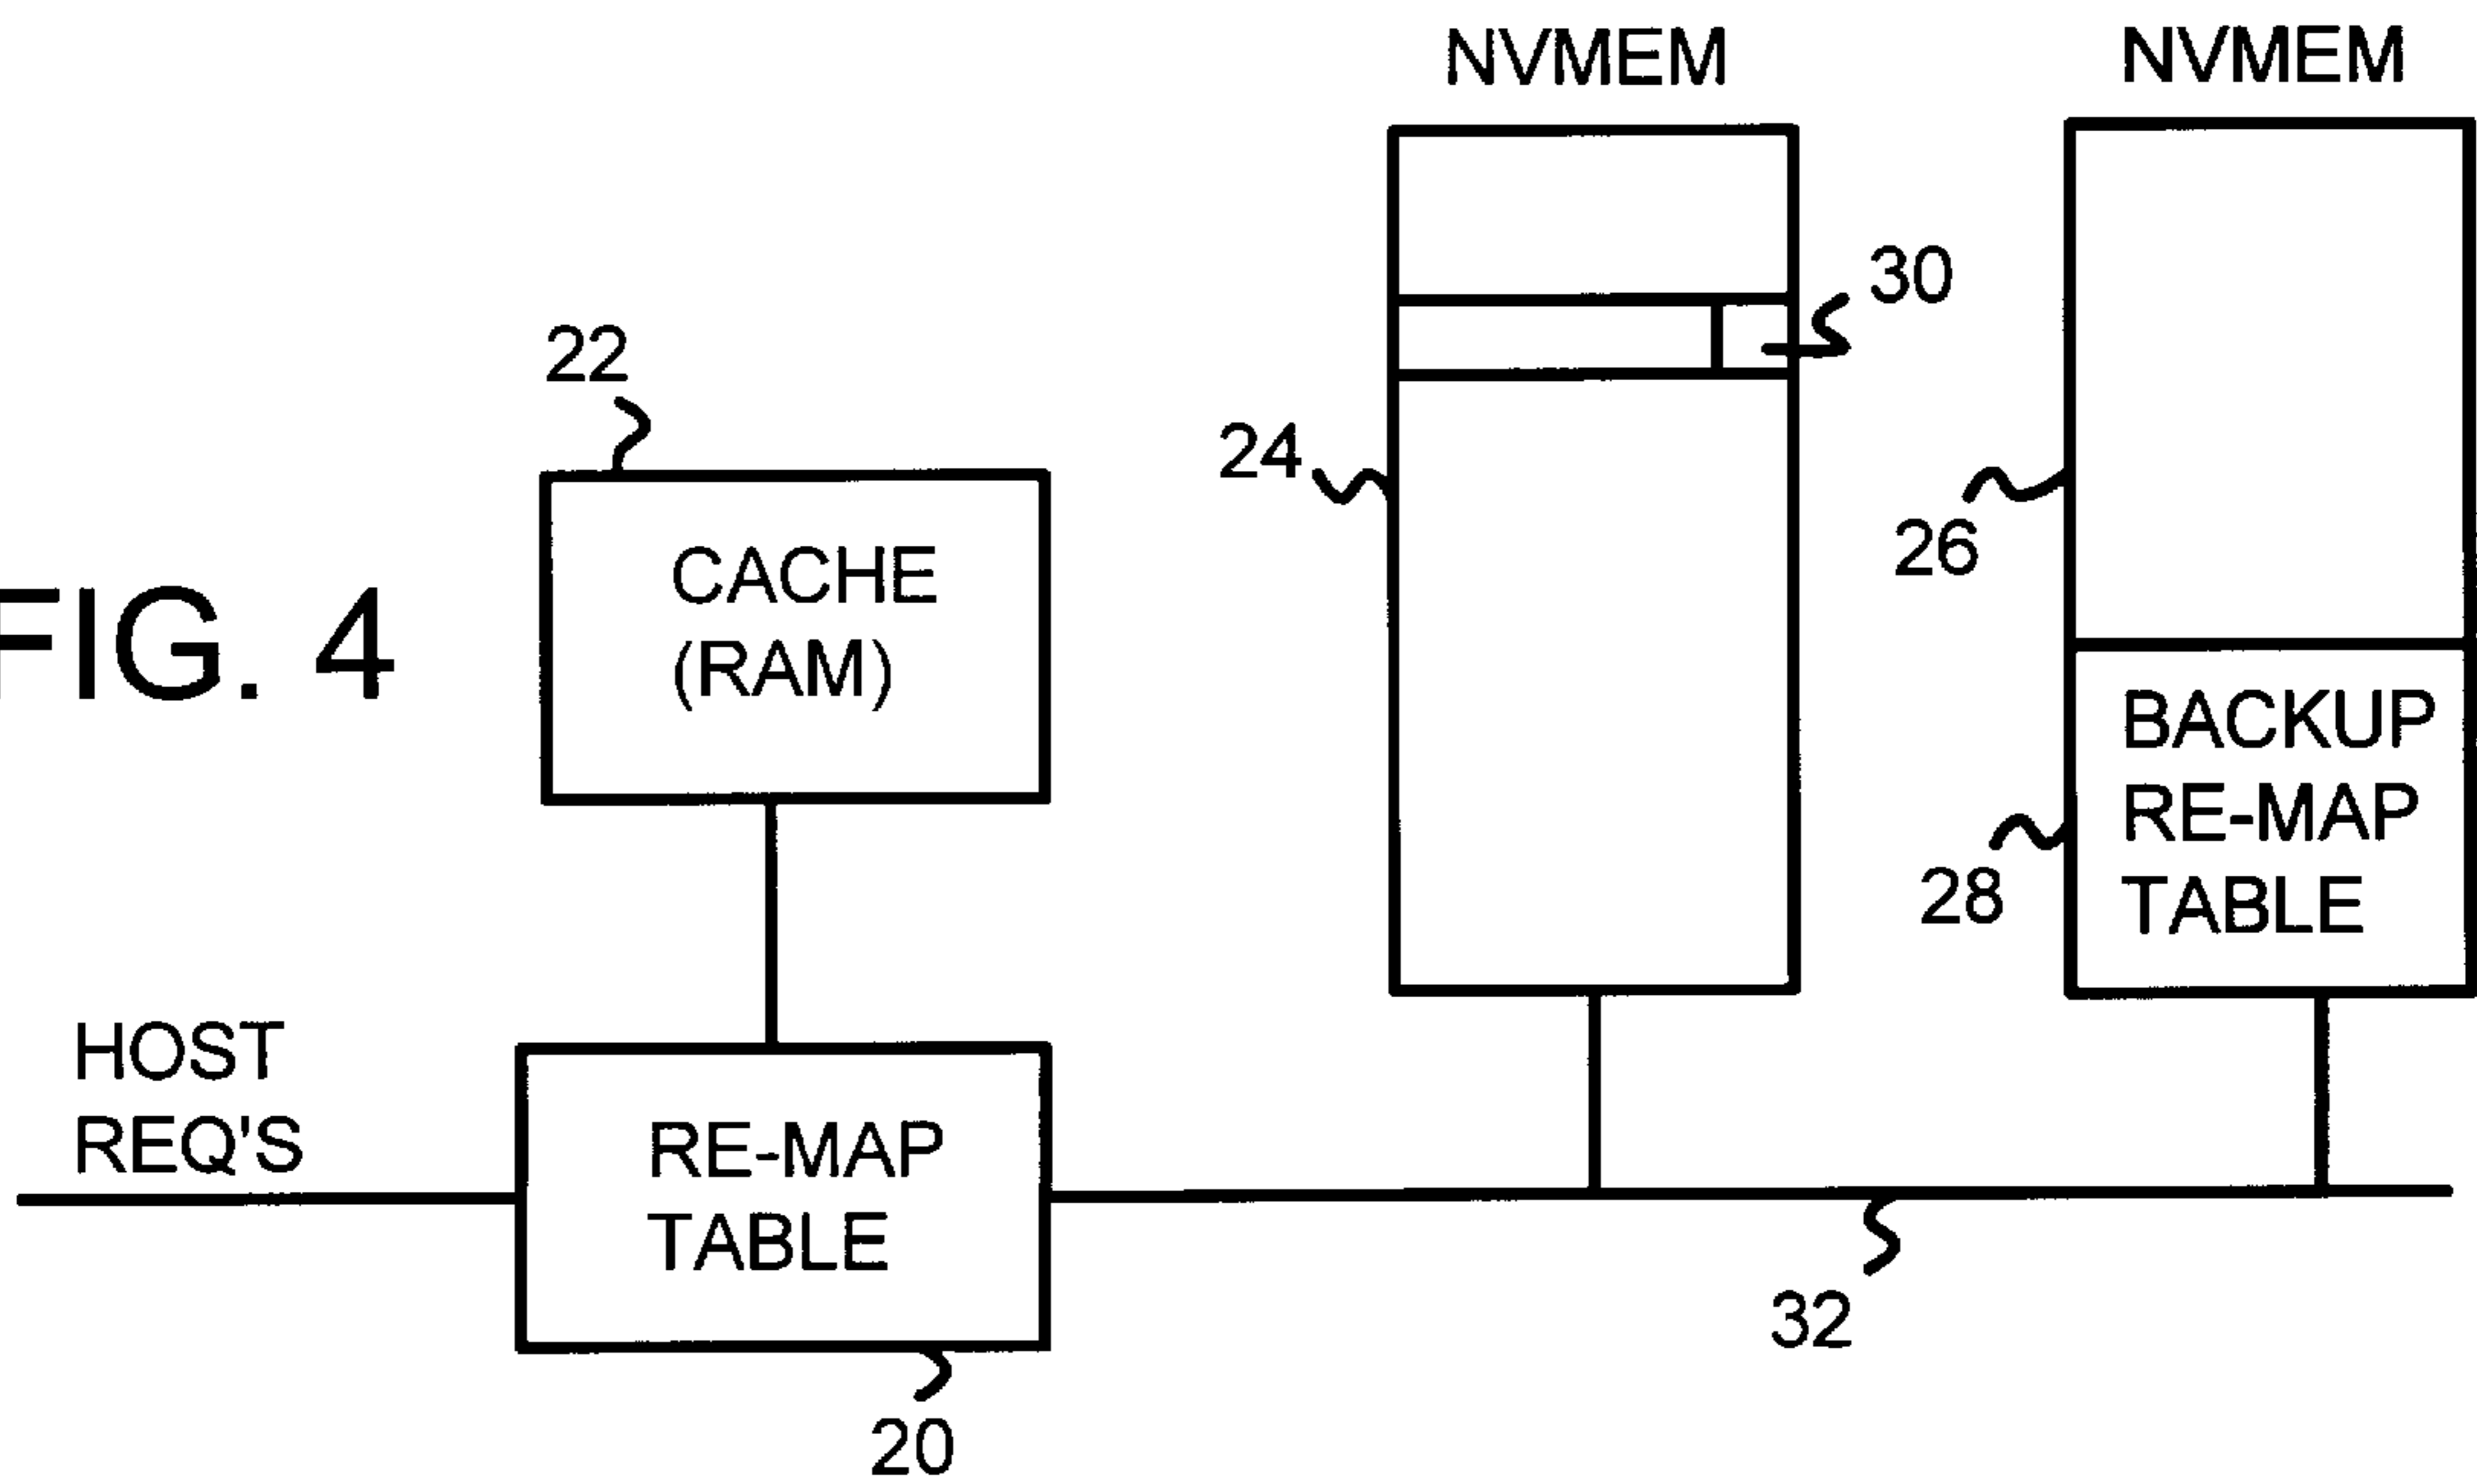 NVMEM
NVMEM
30
22
24
26
CACHE
(RAM)
FIG. 4
BACKUP
RE-MAP
TABLE
28
HOST
REQ'S
RE-MAP
TABLE
32
20